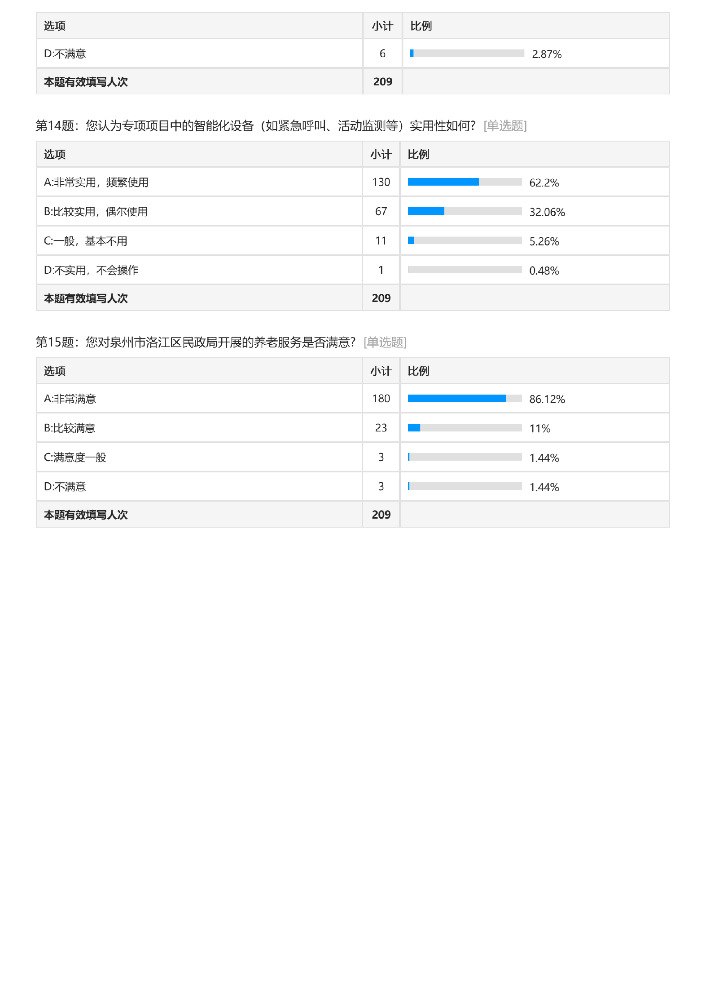 选项 小计 比例
D:不满意 6 2.87%
本题有效填写人次 209
第14题：您认为专项项目中的智能化设备（如紧急呼叫、活动监测等）实用性如何？ [单选题]
选项 小计 比例
A:非常实用，频繁使用 130 62.2%
B:比较实用，偶尔使用 67 32.06%
C:一般，基本不用 11 5.26%
D:不实用，不会操作 1 0.48%
本题有效填写人次 209
第15题：您对泉州市洛江区民政局开展的养老服务是否满意？ [单选题]
选项 小计 比例
A:非常满意 180 86.12%
B:比较满意 23 11%
C:满意度一般 3 1.44%
D:不满意 3 1.44%
本题有效填写人次 209